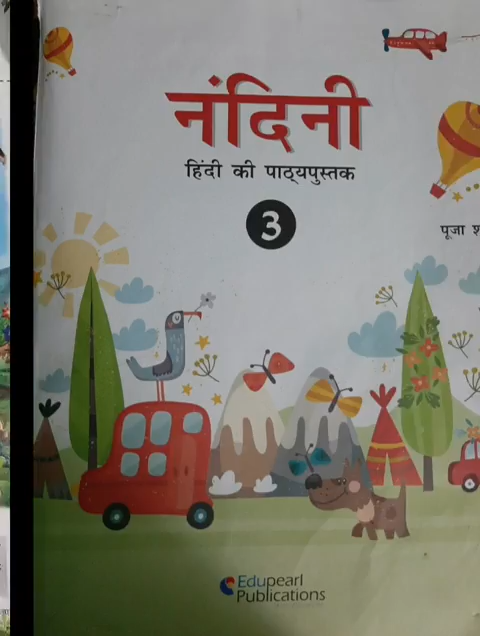 नंदिनी
हिंदी की पाठ्यपुस्तक
3
पूजा
Edupearl
Publications